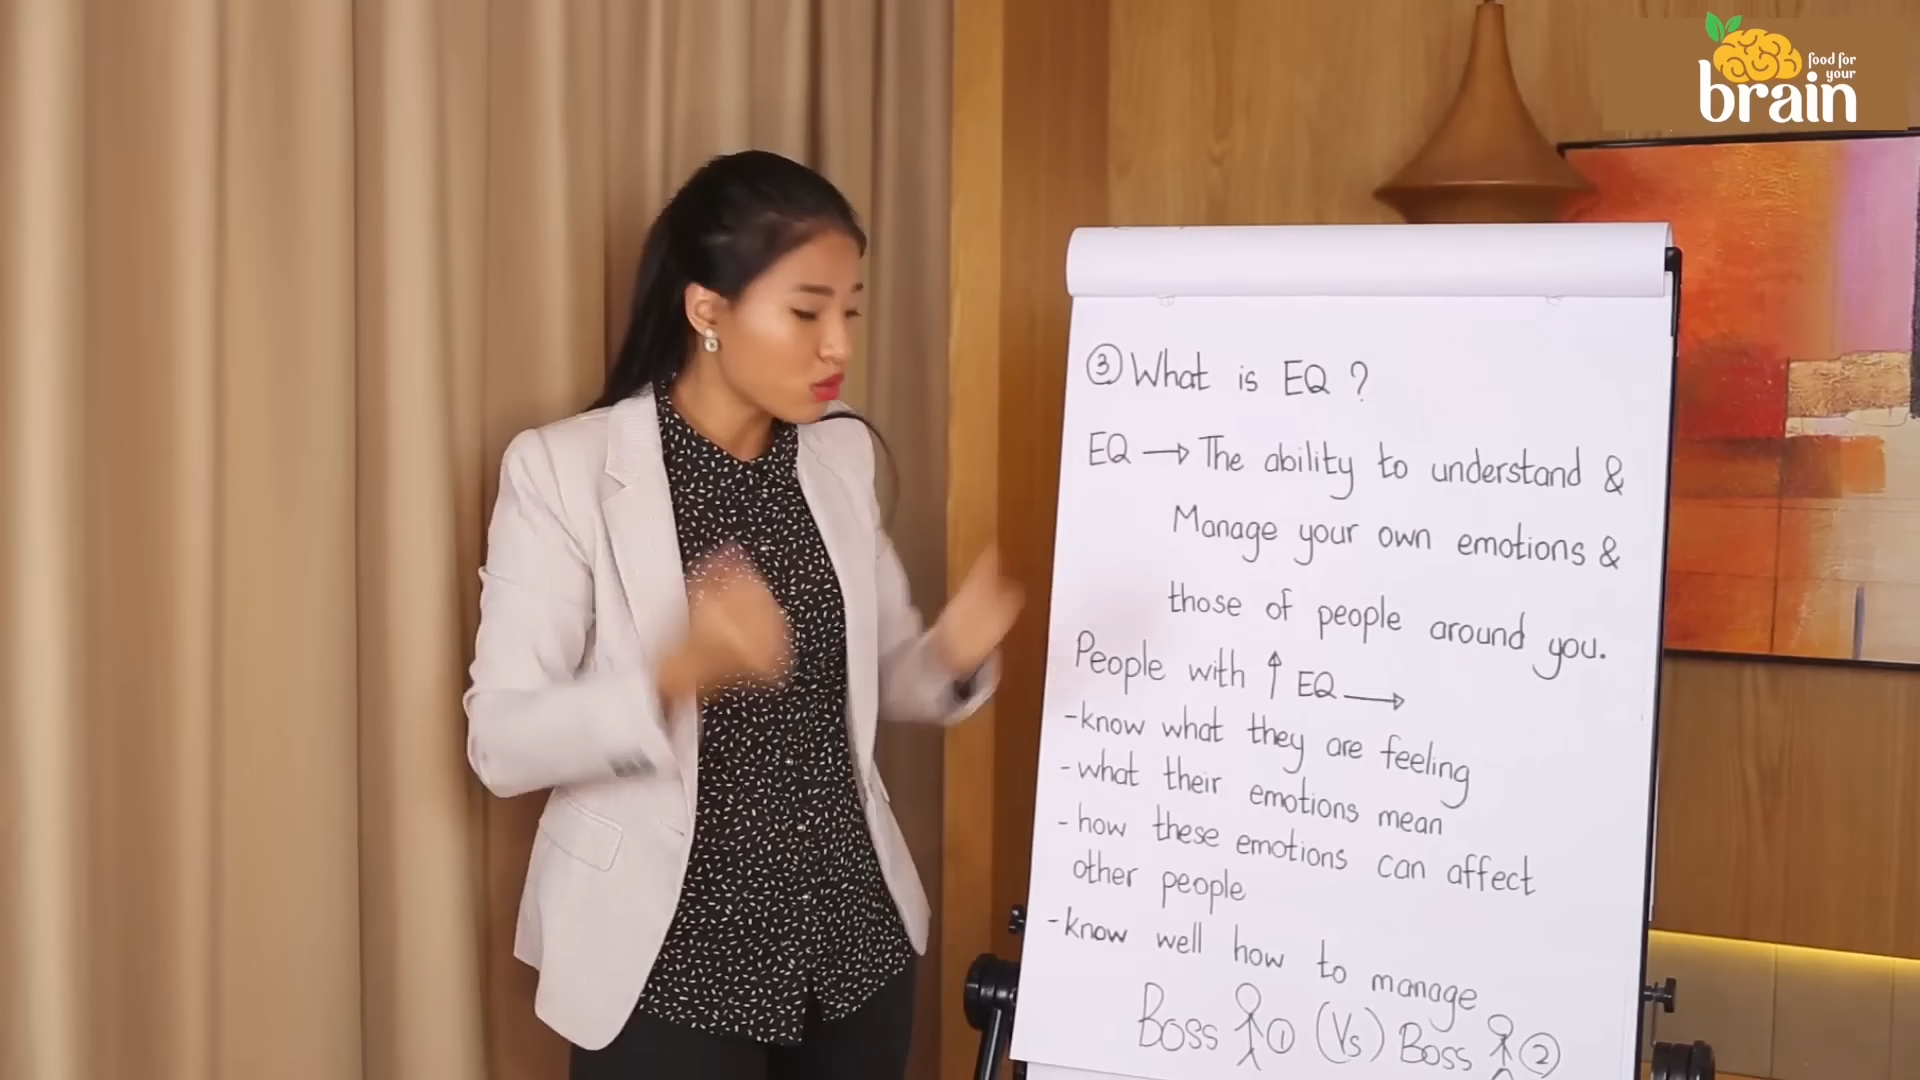 food for
your
brain
③ What is EQ ?
EQ → The ability to understand &
Manage your own emotions &
those of people around you.
People with ↑ EQ →
-know what they are feeling
-what their emotions mean
-how these emotions can affect
other people
-know well how to manage
Boss ① (Vs) Boss ②